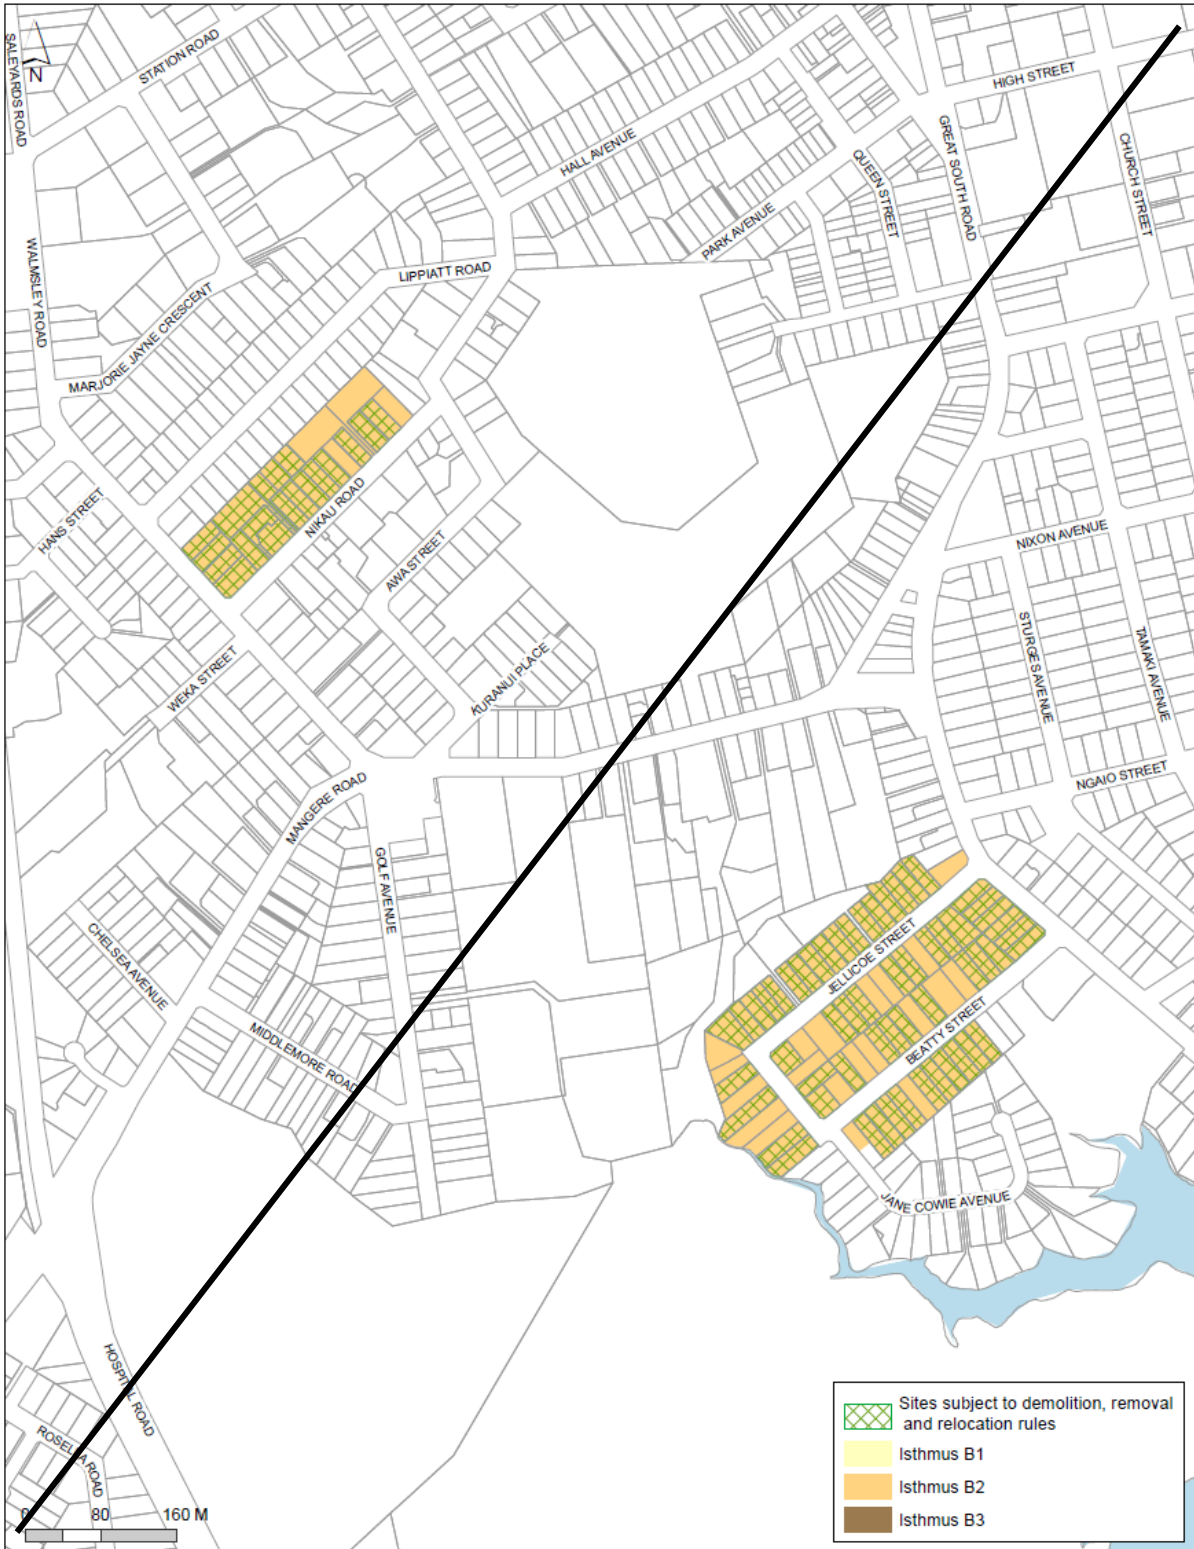 STATION ROAD
SALEYARDS ROAD
N
HIGH STREET
HALL AVENUE
GREAT SOUTH ROAD
CHURCH STREET
QUEEN STREET
PARK AVENUE
WALMSLEY ROAD
LIPPIATT ROAD
MARJORIE JAYNE CRESCENT
HANS STREET
NIKAU ROAD
AWA STREET
NIXON AVENUE
STURGES AVENUE
TAMAKI AVENUE
WEKA STREET
KURANUI PLACE
NGAIO STREET
MANGERE ROAD
GOLF AVENUE
CHELSEA AVENUE
JELLICOE STREET
BEATTY STREET
MIDDLEMORE ROAD
JANE COWIE AVENUE
HOSPITAL ROAD
ROSELLA ROAD
0 80 160 M
Sites subject to demolition, removal
and relocation rules
Isthmus B1
Isthmus B2
Isthmus B3